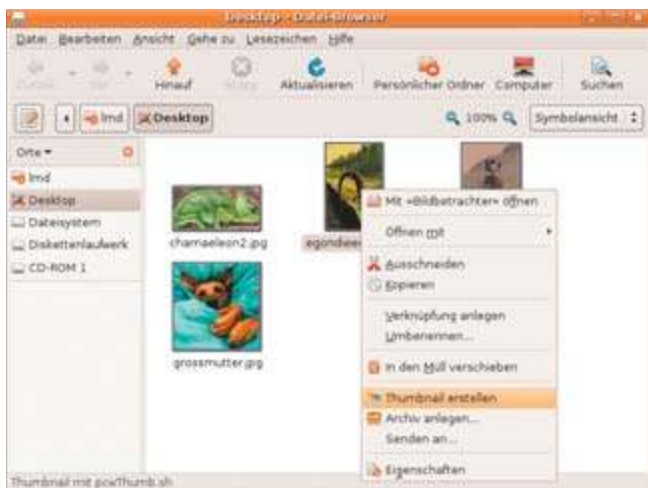 Desktop - Datei-Browser
Datei Bearbeiten Ansicht Gehe zu Lesezeichen Hilfe
Hinauf Aktualisieren Persönlicher Ordner Computer Suchen
lmd Desktop 100% Symbolansicht
Orte
lmd
Desktop
Dateisystem
Diskettenlaufwerk
CD-ROM 1
chamaeleon2.jpg
grossmutter.jpg
Mit »Bildbetrachter« öffnen
Öffnen mit
Ausschneiden
Kopieren
Verknüpfung anlegen
Umbenennen...
In den Müll verschieben
Thumbnail erstellen
Archiv anlegen...
Senden an...
Eigenschaften
Thumbnail mit pcwThumb.sh